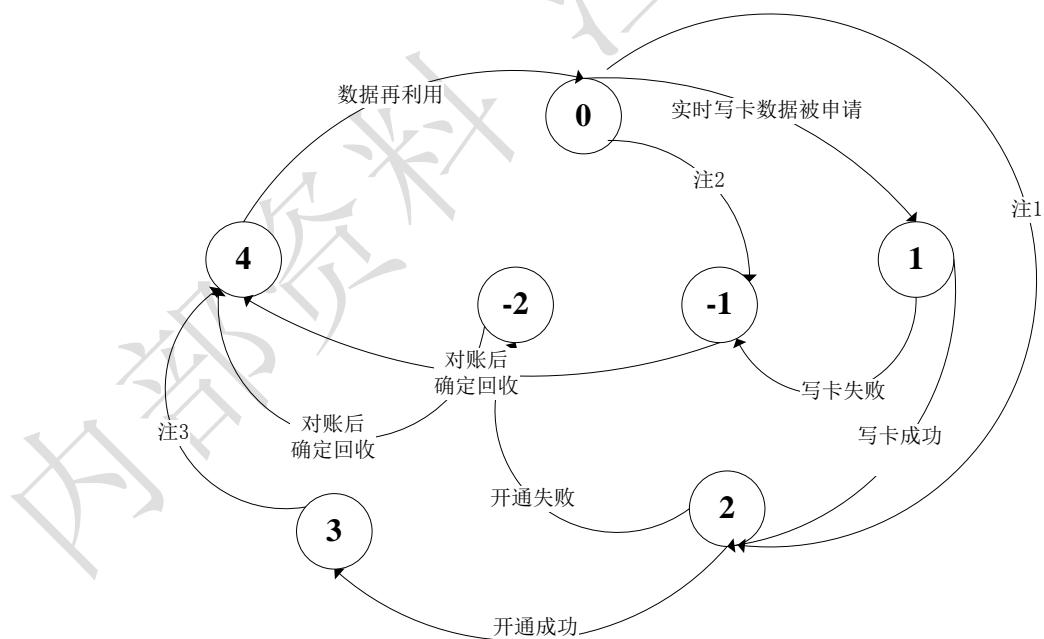 数据再利用
0
实时写卡数据被申请
注2
注1
4
1
-2
-1
对账后
确定回收
写卡失败
对账后
确定回收
注3
写卡成功
开通失败
2
3
开通成功
内部资料